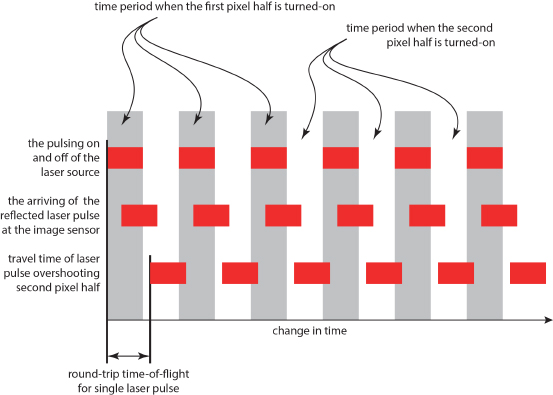 time period when the first pixel half is turned-on
time period when the second
pixel half is turned-on
the pulsing on
and off of the
laser source
the arriving of the
reflected laser pulse
at the image sensor
travel time of laser
pulse overshooting
second pixel half
change in time
round-trip time-of-flight
for single laser pulse